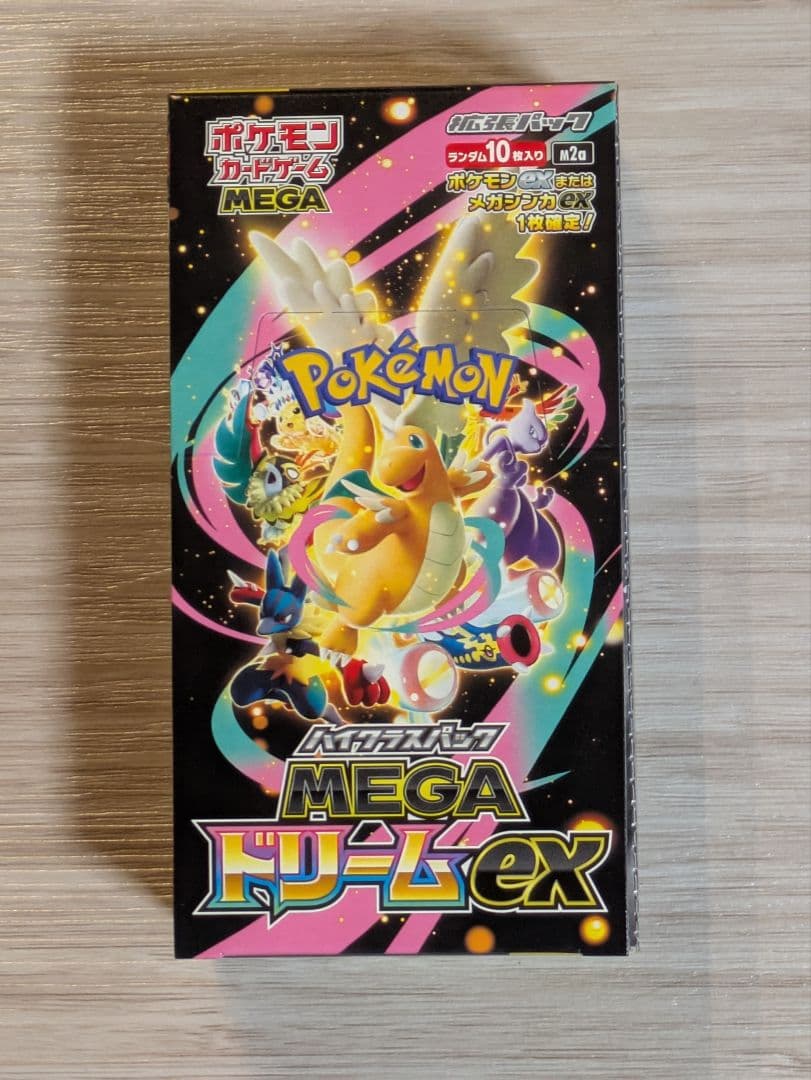 ポケモン
カードゲーム
MEGA
拡張パック
ランダム10枚入り
M2a
ポケモンexまたは
メガシンカex
1枚確定!
POKéMON
ハイクラスパック
MEGA
ドリームex